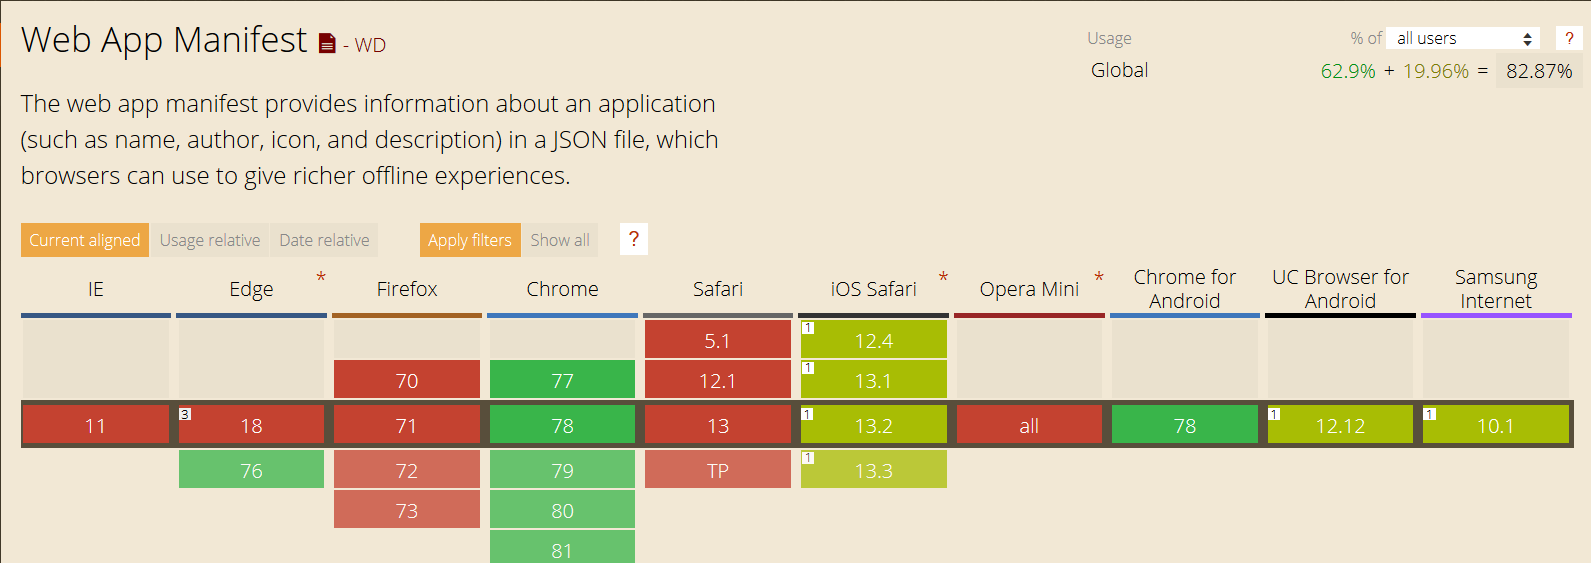 Web App Manifest - WD
Usage % of all users ?
Global 62.9% + 19.96% = 82.87%
The web app manifest provides information about an application
(such as name, author, icon, and description) in a JSON file, which
browsers can use to give richer offline experiences.
Current aligned Usage relative Date relative Apply filters Show all ?
IE Edge * Firefox Chrome Safari iOS Safari * Opera Mini * Chrome for Android UC Browser for Android Samsung Internet
5.1 1 12.4
70 77 12.1 1 13.1
11 3 18 71 78 13 1 13.2 all 78 1 12.12 1 10.1
76 72 79 TP 1 13.3
73 80
81